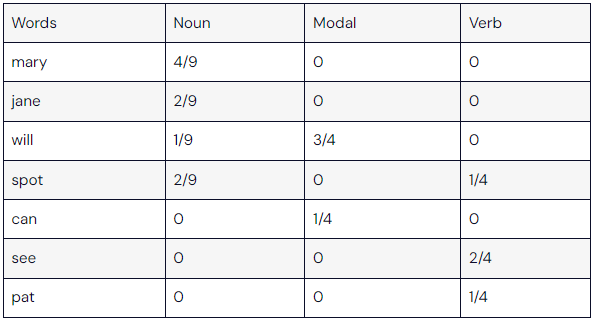 Words Noun Modal Verb
mary 4/9 0 0
jane 2/9 0 0
will 1/9 3/4 0
spot 2/9 0 1/4
can 0 1/4 0
see 0 0 2/4
pat 0 0 1/4